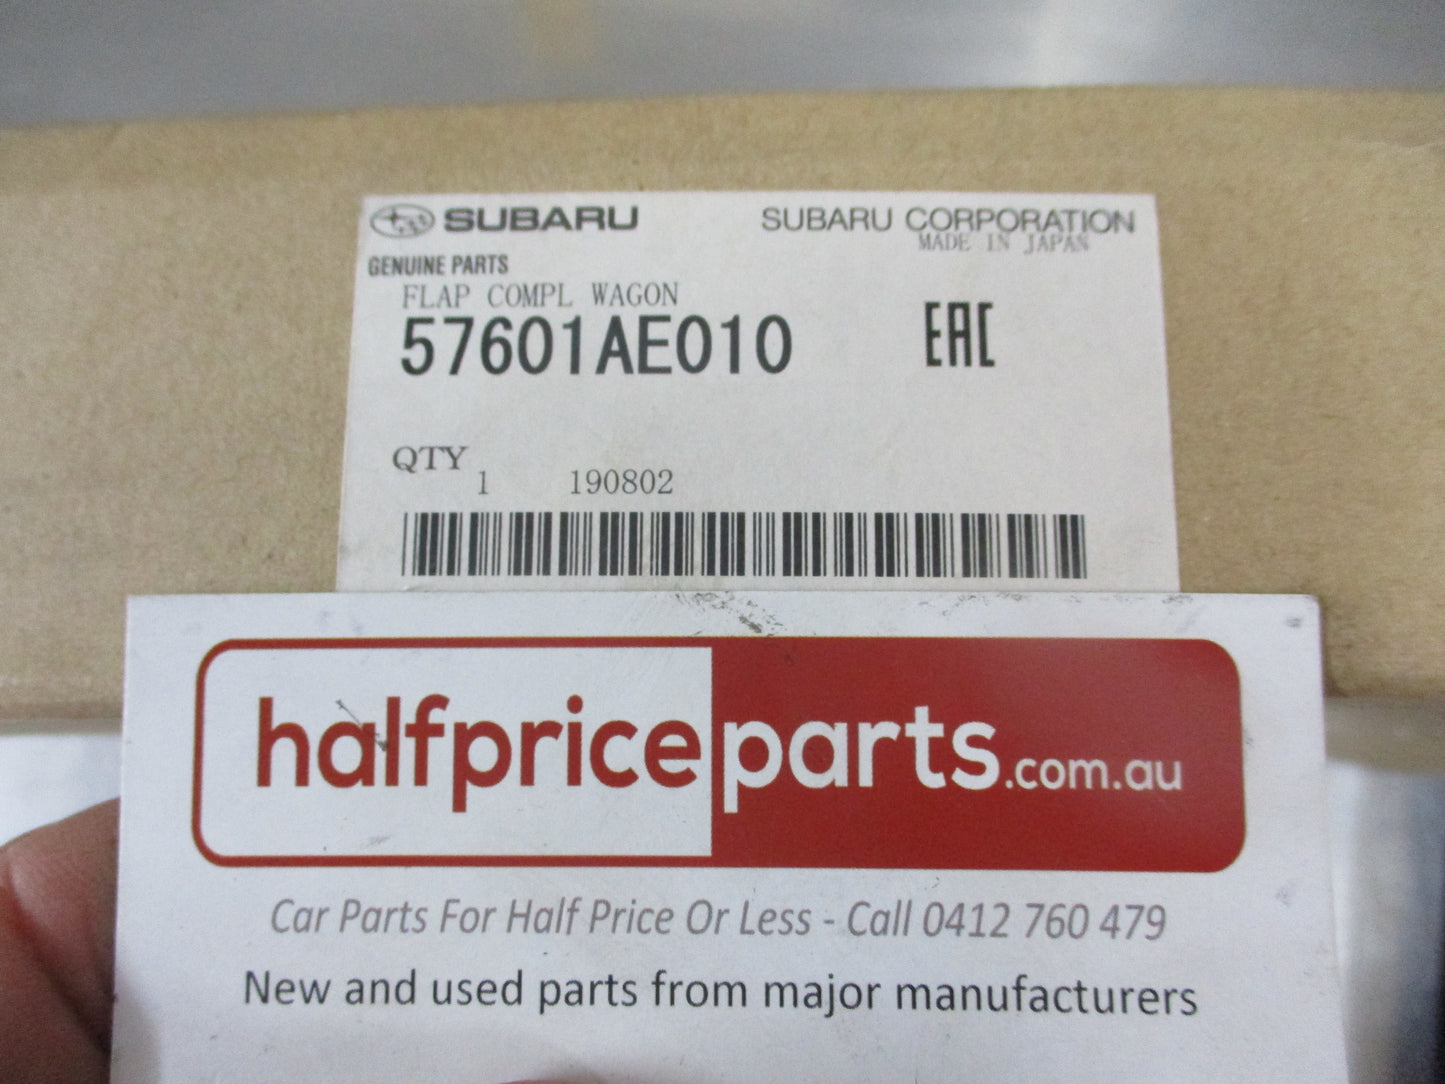 SUBARU SUBARU CORPORATION
MADE IN JAPAN
GENUINE PARTS
FLAP COMPL WAGON
57601AE010 EAC
QTY
1 190802
halfpriceparts.com.au
Car Parts For Half Price Or Less - Call 0412 760 479
New and used parts from major manufacturers